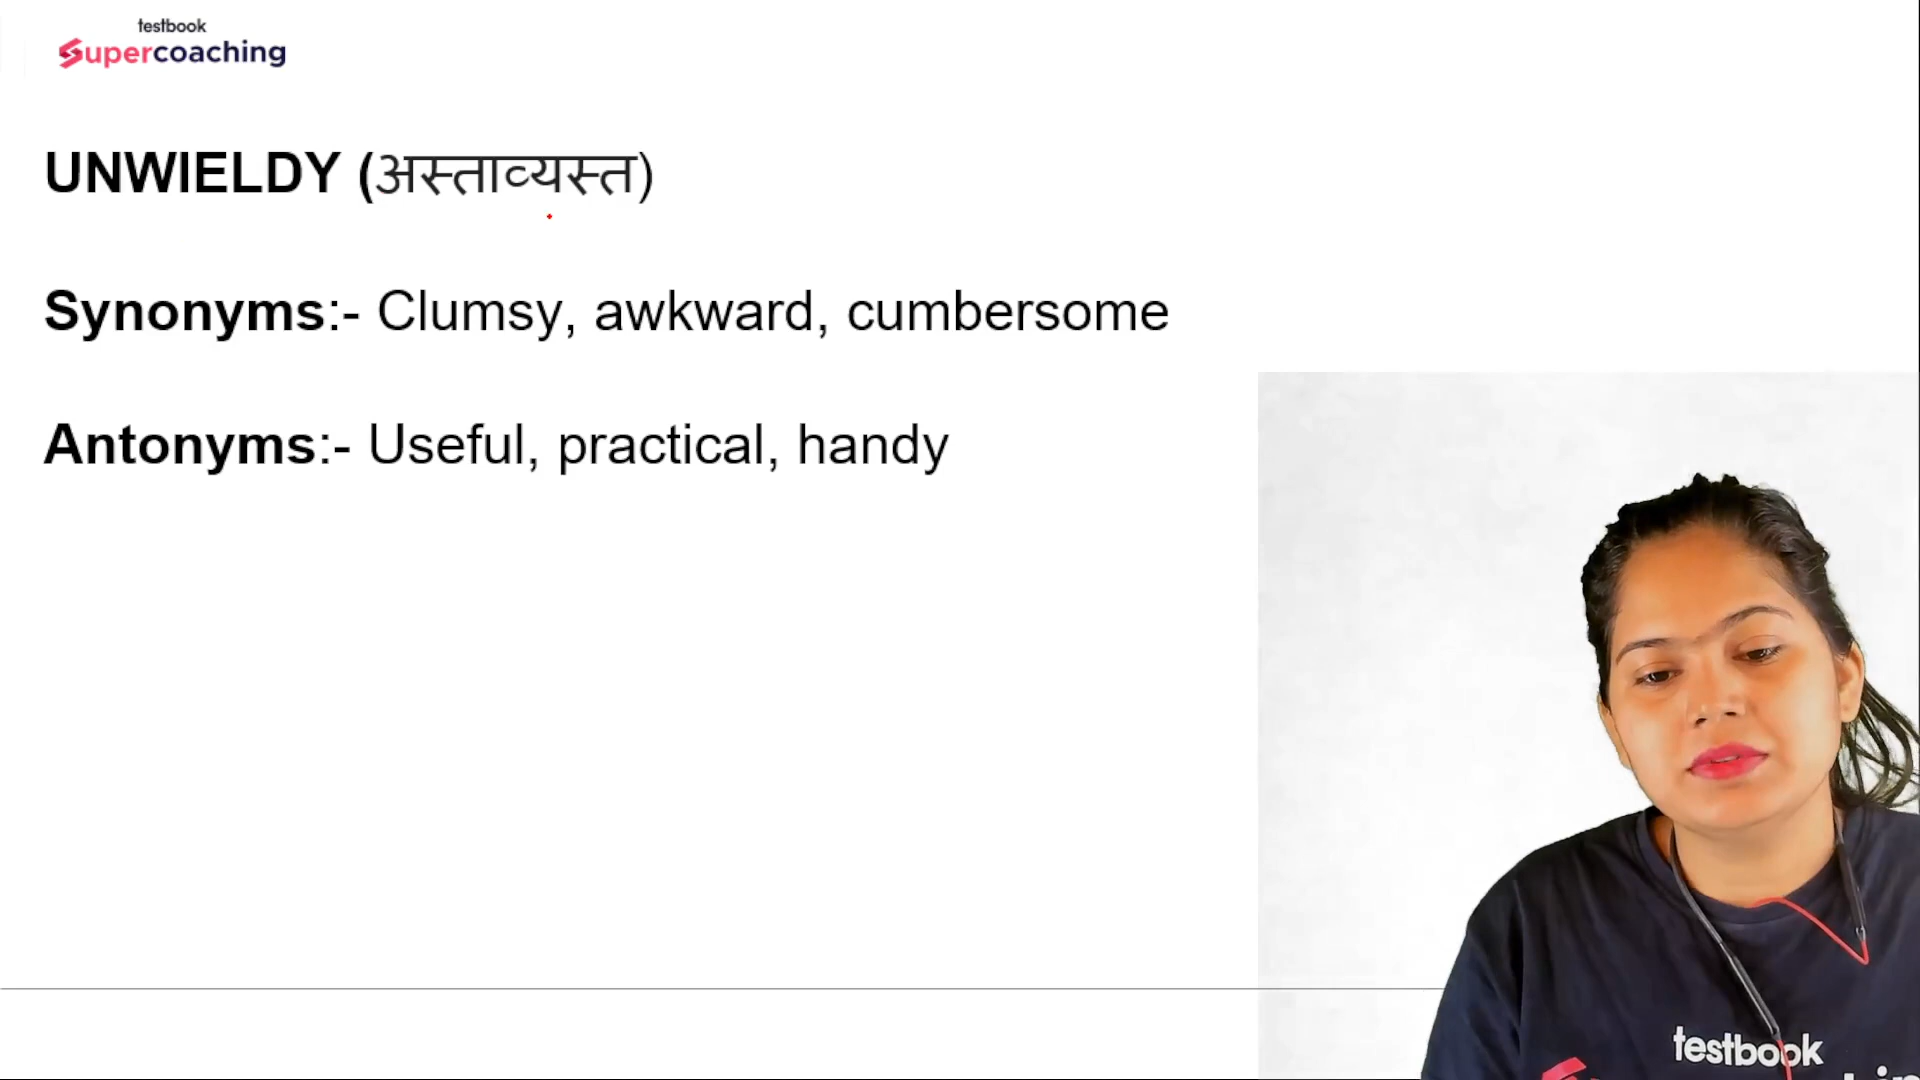 testbook
Supercoaching
UNWIELDY (अस्ताव्यस्त)
Synonyms:- Clumsy, awkward, cumbersome
Antonyms:- Useful, practical, handy
testbook